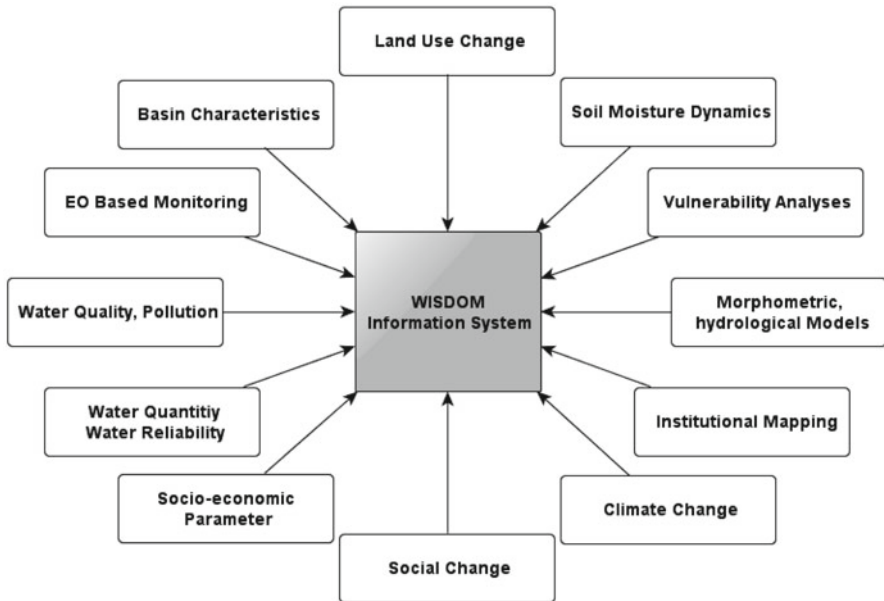 Land Use Change
Basin Characteristics
Soil Moisture Dynamics
EO Based Monitoring
Vulnerability Analyses
Water Quality, Pollution
WISDOM
Information System
Morphometric,
hydrological Models
Water Quantitiy
Water Reliability
Institutional Mapping
Socio-economic
Parameter
Climate Change
Social Change